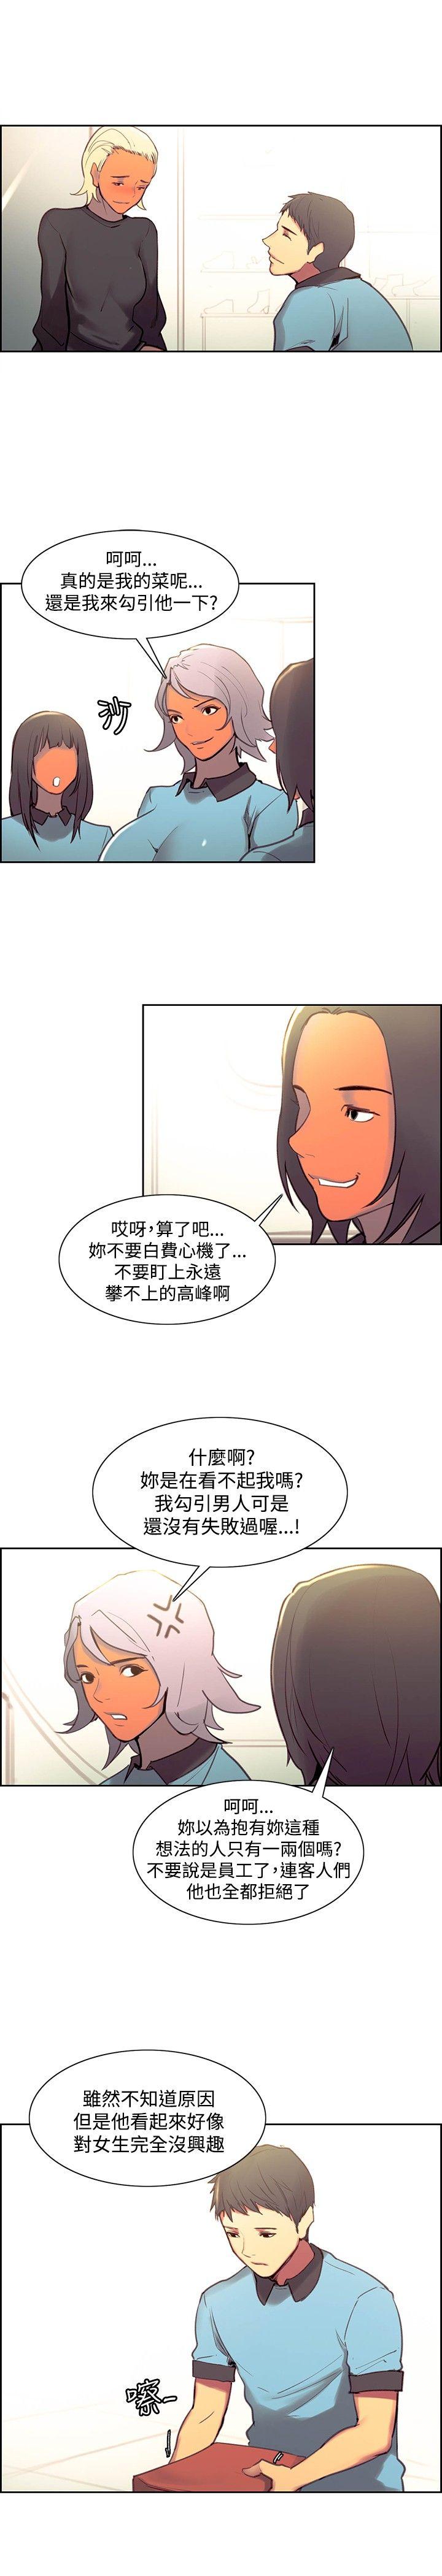 呵呵...
真的是我的菜呢...
還是我來勾引他一下?
沙
哎呀,算了吧...
妳不要白費心機了...
不要盯上永遠
攀不上的高峰啊
什麼啊?
妳是在看不起我嗎?
我勾引男人可是
還沒有失敗過喔...!
呵呵...
妳以為抱有妳這種
想法的人只有一兩個嗎?
不要說是員工了,連客人們
他也全都拒絕了
雖然不知道原因
但是他看起來好像
對女生完全沒興趣
嚓